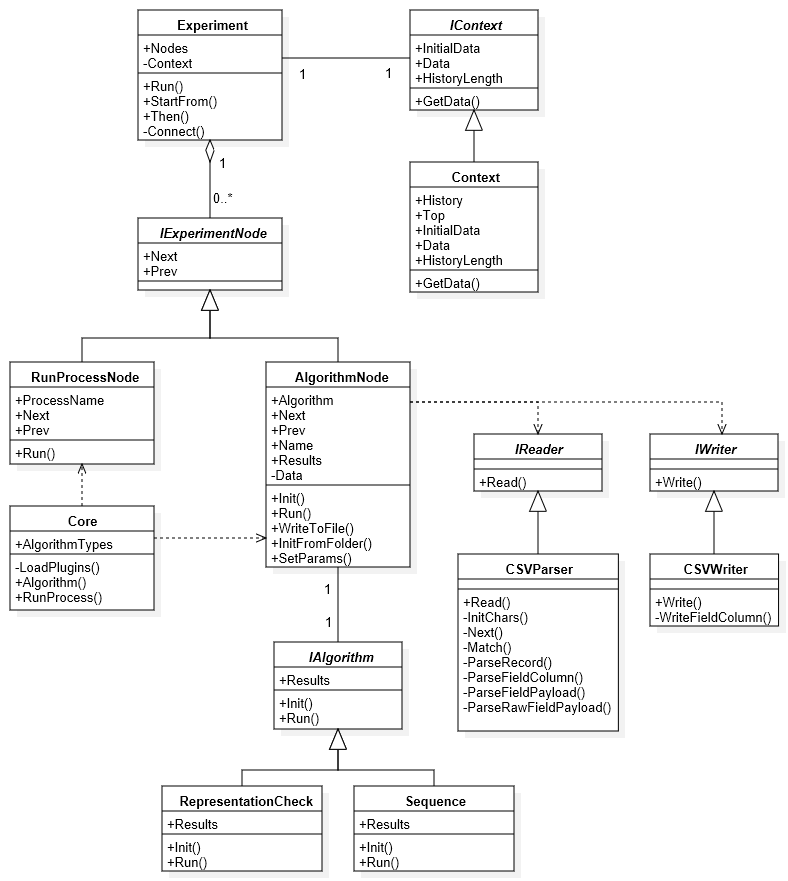 Experiment
+Nodes
-Context
+Run()
+StartFrom()
+Then()
-Connect()
1
1
IContext
+InitialData
+Data
+HistoryLength
+GetData()
Context
+History
+Top
+InitialData
+Data
+HistoryLength
+GetData()
1
0..*
IExperimentNode
+Next
+Prev
RunProcessNode
+ProcessName
+Next
+Prev
+Run()
AlgorithmNode
+Algorithm
+Next
+Prev
+Name
+Results
-Data
+Init()
+Run()
+WriteToFile()
+InitFromFolder()
+SetParams()
IReader
+Read()
IWriter
+Write()
Core
+AlgorithmTypes
-LoadPlugins()
+Algorithm()
+RunProcess()
CSVParser
+Read()
-InitChars()
-Next()
-Match()
-ParseRecord()
-ParseFieldColumn()
-ParseFieldPayload()
-ParseRawFieldPayload()
CSVWriter
+Write()
-WriteFieldColumn()
1
1
IAlgorithm
+Results
+Init()
+Run()
RepresentationCheck
+Results
+Init()
+Run()
Sequence
+Results
+Init()
+Run()